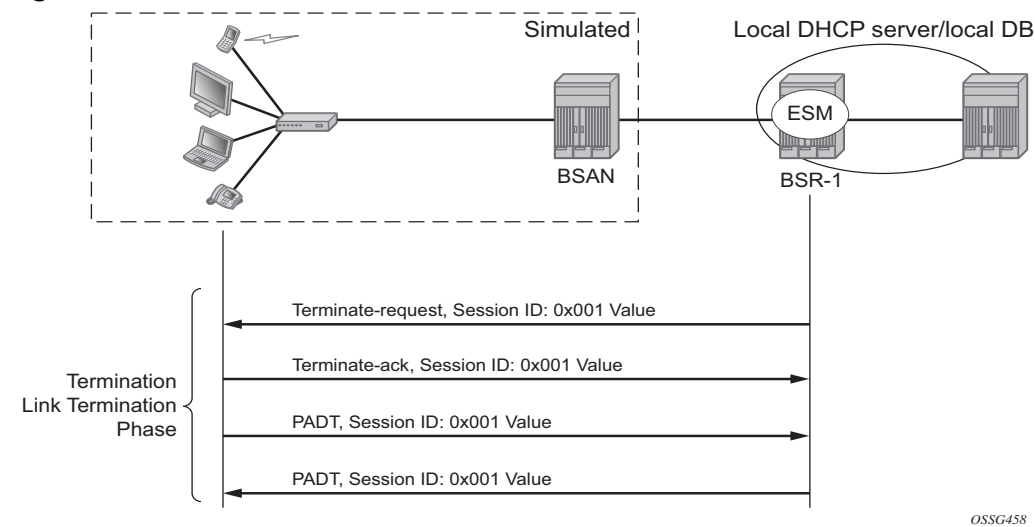 Simulated
Local DHCP server/local DB
ESM
BSAN
BSR-1
Terminate-request, Session ID: 0x001 Value
Terminate-ack, Session ID: 0x001 Value
PADT, Session ID: 0x001 Value
PADT, Session ID: 0x001 Value
Termination
Link Termination
Phase
OSSG458